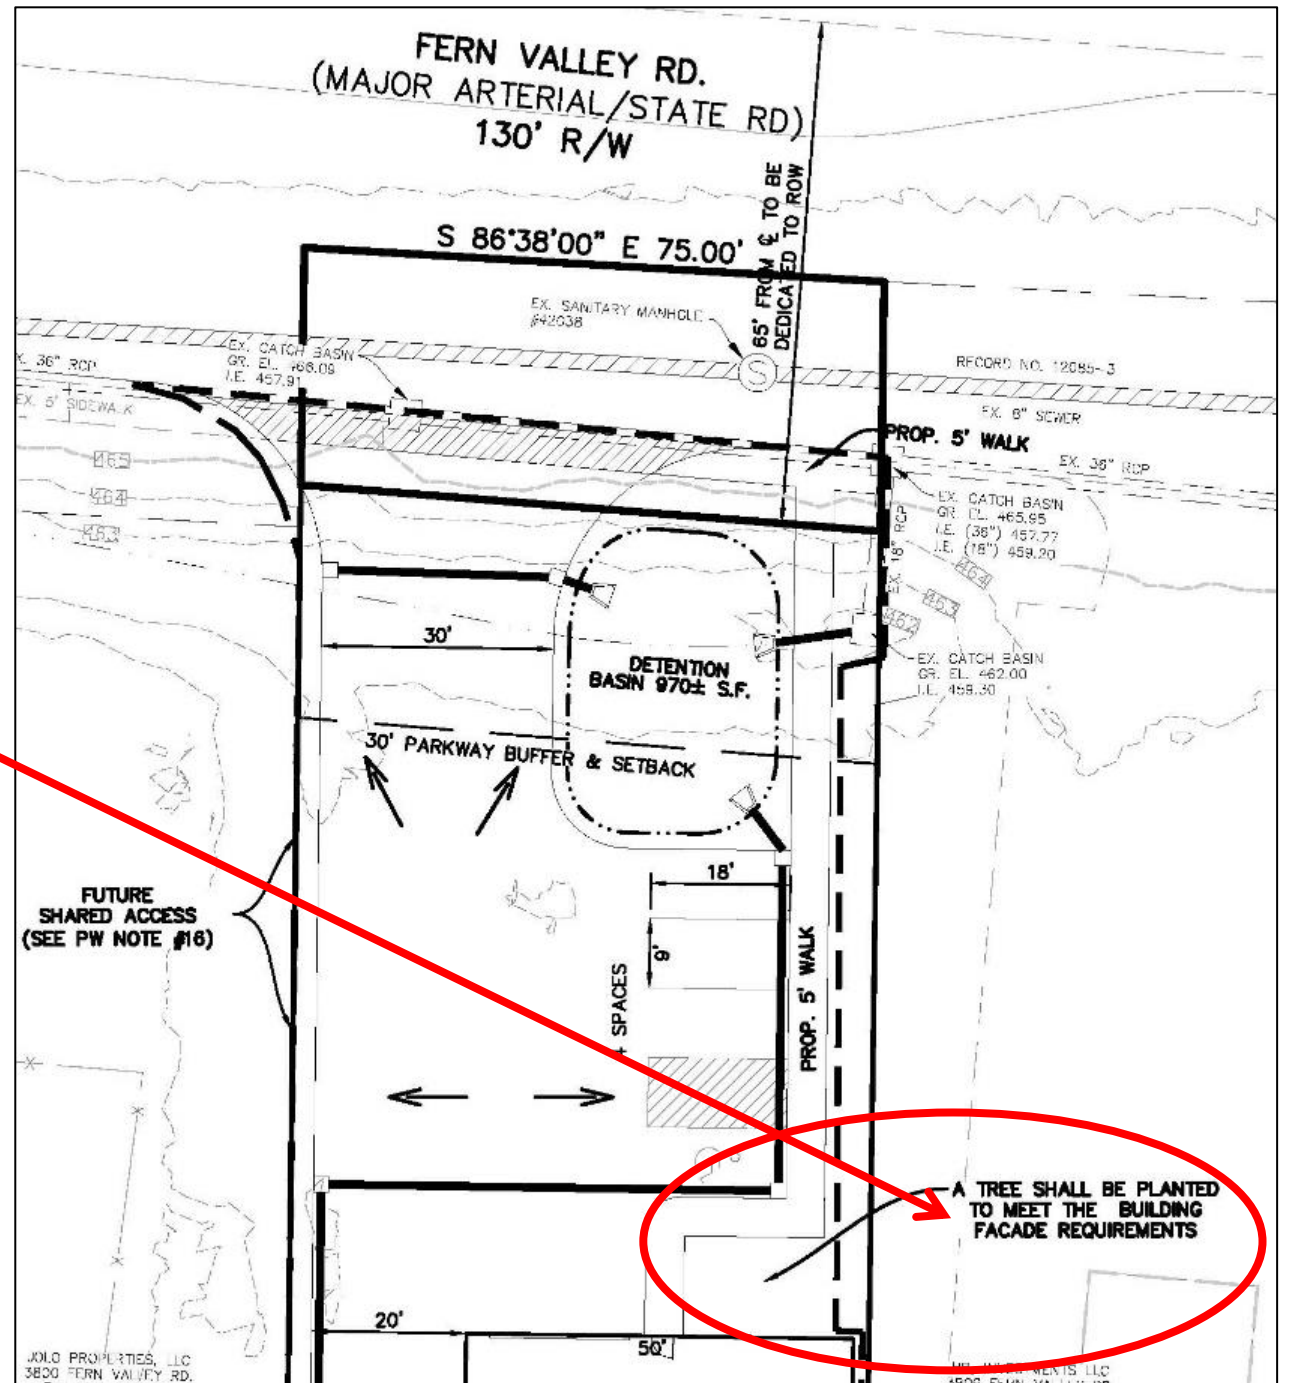 FERN VALLEY RD.
(MAJOR ARTERIAL/STATE RD)
130' R/W
65' FROM ℄ TO BE
DEDICATED TO ROW
S 86°38'00" E 75.00'
EX. SANITARY MANHOLE
#42038
S
EX. CATCH BASIN
GR. EL. 466.09
I.E. 457.91
36" RCP
EX. 5' SIDEWALK
RECORD NO. 12085-3
EX. 8" SEWER
PROP. 5' WALK
EX. 36" RCP
465
464
463
EX. CATCH BASIN
GR. EL. 465.95
I.E. (36") 457.77
I.E. (18") 459.20
EX. 18" RCP
464
463
462
30'
DETENTION
BASIN 970± S.F.
EX. CATCH BASIN
GR. EL. 462.00
I.E. 459.30
30' PARKWAY BUFFER & SETBACK
18'
FUTURE
SHARED ACCESS
(SEE PW NOTE #16)
9'
SPACES
PROP. 5' WALK
A TREE SHALL BE PLANTED
TO MEET THE BUILDING
FACADE REQUIREMENTS
20'
50'
JOLO PROPERTIES, LLC
3800 FERN VALLEY RD.